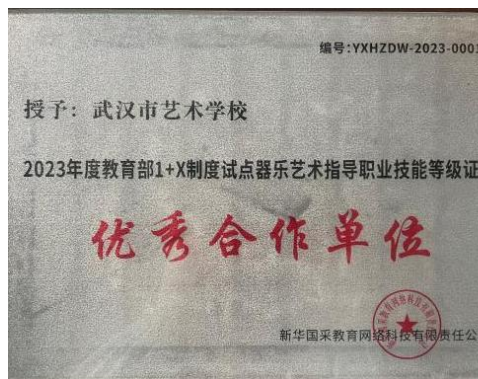 编号:YXHZDW-2023-0001
授予：武汉市艺术学校
2023年度教育部1+X制度试点器乐艺术指导职业技能等级证
优秀合作单位
新华国采教育网络科技有限责任公